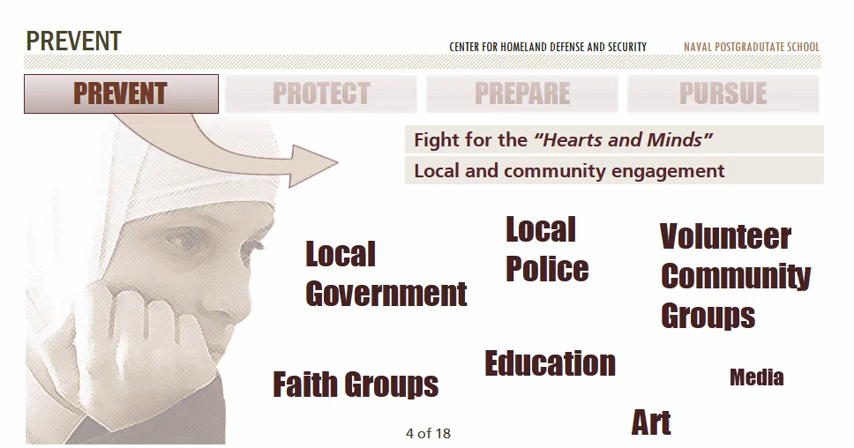 PREVENT
CENTER FOR HOMELAND DEFENSE AND SECURITY NAVAL POSTGRADUTATE SCHOOL
PREVENT PROTECT PREPARE PURSUE
Fight for the “Hearts and Minds”
Local and community engagement
Local
Government
Local
Police
Volunteer
Community
Groups
Faith Groups
Education
Media
Art
4 of 18